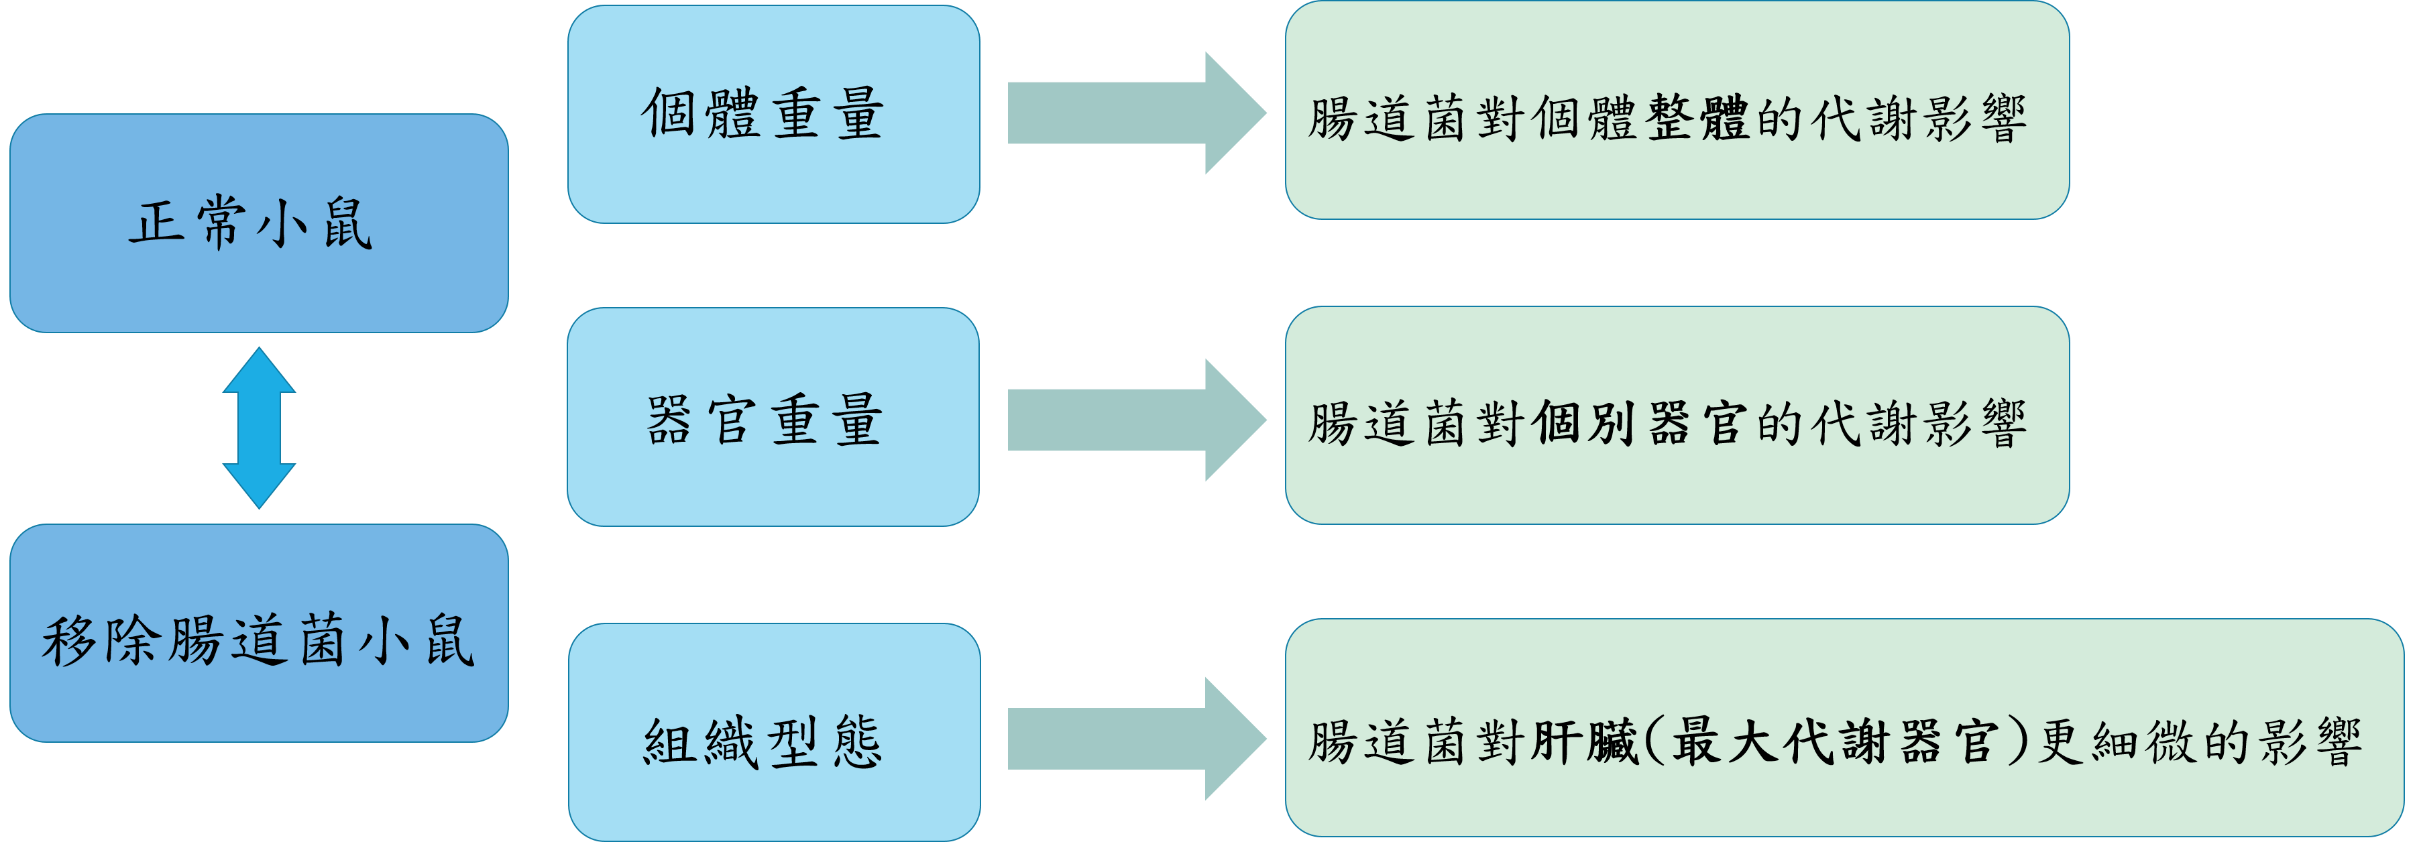 正常小鼠
移除腸道菌小鼠
個體重量
腸道菌對個體整體的代謝影響
器官重量
腸道菌對個別器官的代謝影響
組織型態
腸道菌對肝臟(最大代謝器官)更細微的影響